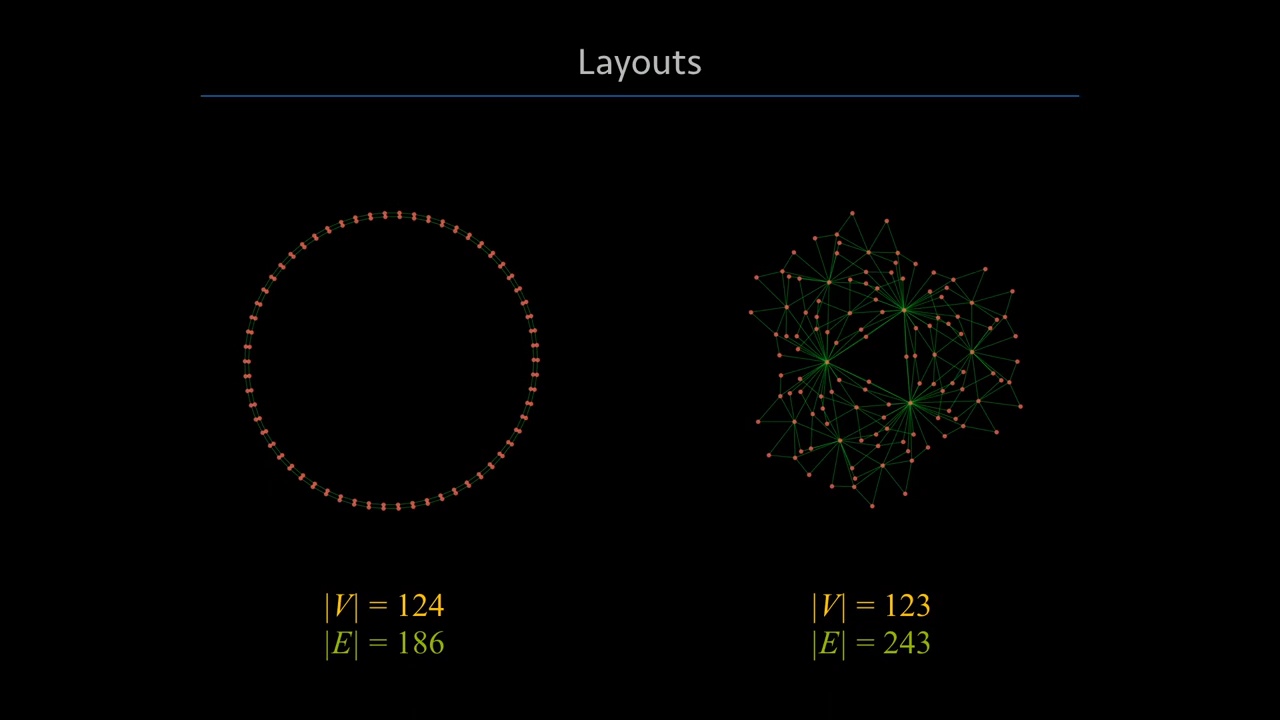 Layouts
|V| = 124
|E| = 186
|V| = 123
|E| = 243